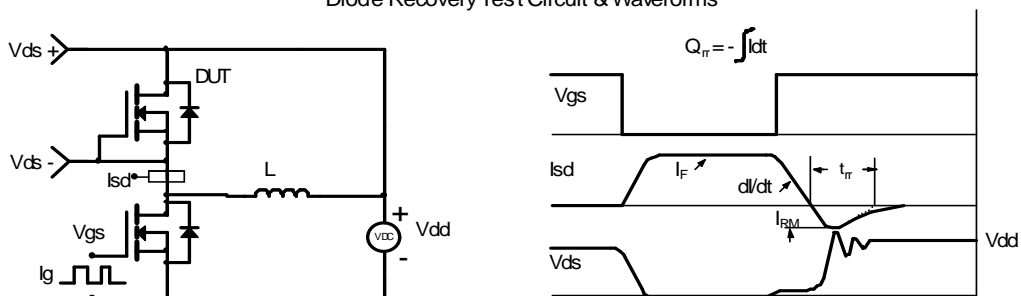 Diode Recovery Test Circuit & Waveforms
Vds +
DUT
Vds -
Isd
L
Vgs
Ig
VDC
+
-
Vdd
Qrr = - ∫Idt
Vgs
Isd
IF
dI/dt
trr
IRM
Vds
Vdd